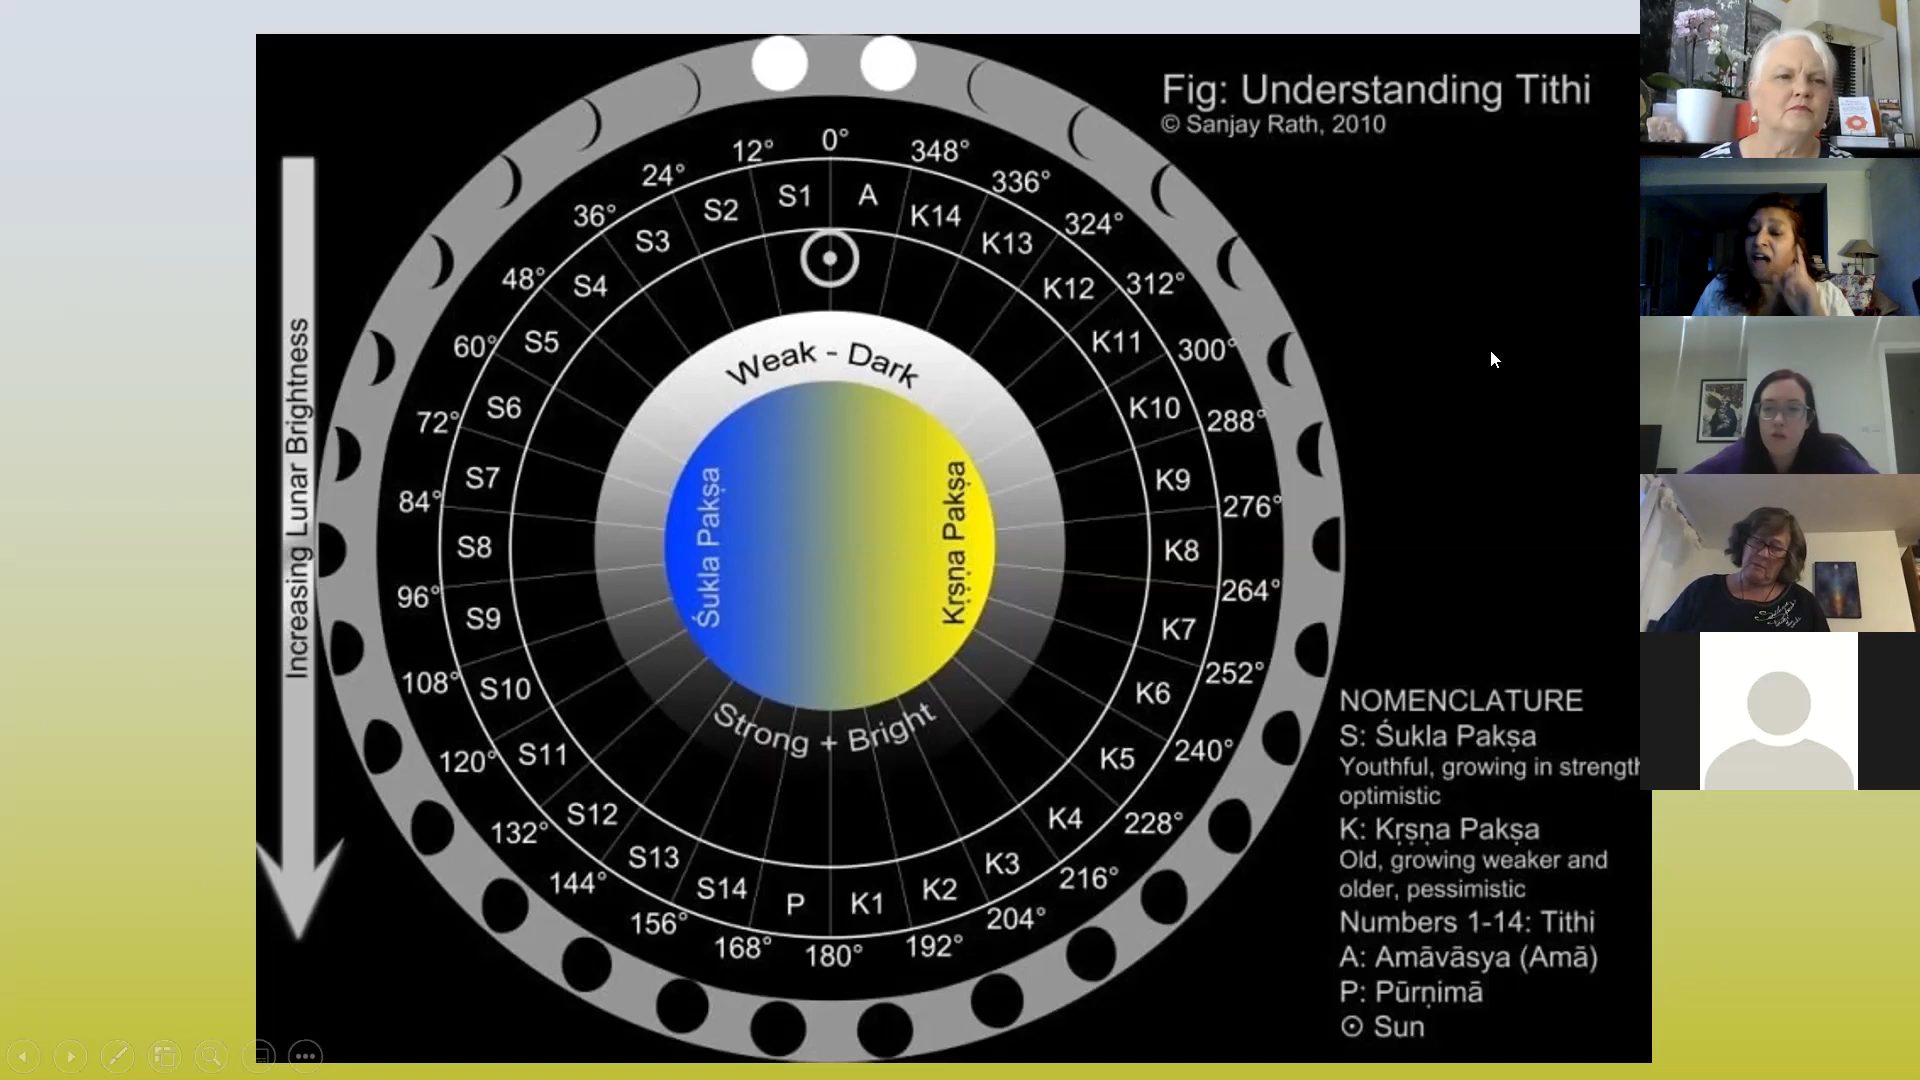 Fig: Understanding Tithi
© Sanjay Rath, 2010
Increasing Lunar Brightness
0°
12°
24°
36°
48°
60°
72°
84°
96°
108°
120°
132°
144°
156°
168°
180°
192°
204°
216°
228°
240°
252°
264°
276°
288°
300°
312°
324°
336°
348°
S1
S2
S3
S4
S5
S6
S7
S8
S9
S10
S11
S12
S13
S14
P
K1
K2
K3
K4
K5
K6
K7
K8
K9
K10
K11
K12
K13
K14
A
Weak - Dark
Śukla Pakṣa
Kṛṣṇa Pakṣa
Strong + Bright
NOMENCLATURE
S: Śukla Pakṣa
Youthful, growing in strength
optimistic
K: Kṛṣṇa Pakṣa
Old, growing weaker and
older, pessimistic
Numbers 1-14: Tithi
A: Amāvāsya (Amā)
P: Pūrṇimā
☉ Sun